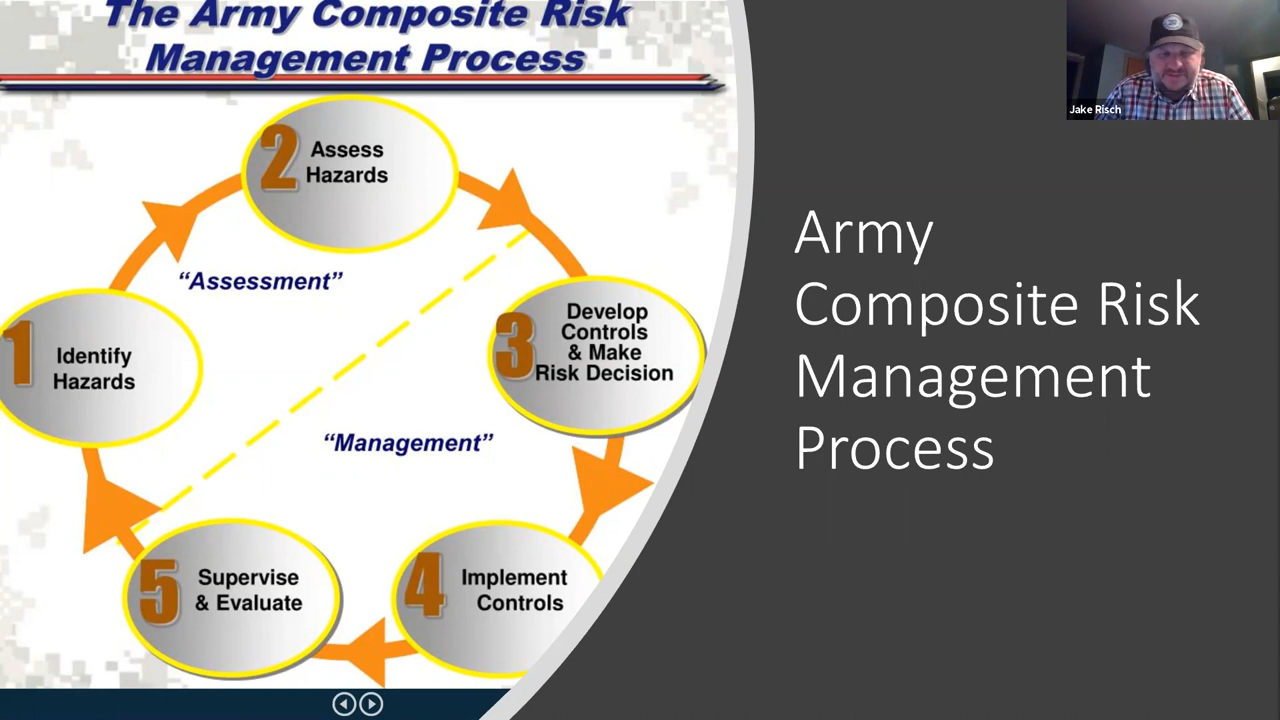 The Army Composite Risk
Management Process
2
Assess
Hazards
“Assessment”
1
Identify
Hazards
3
Develop
Controls
& Make
Risk Decision
“Management”
5
Supervise
& Evaluate
4
Implement
Controls
Army
Composite Risk
Management
Process
Jake Risch